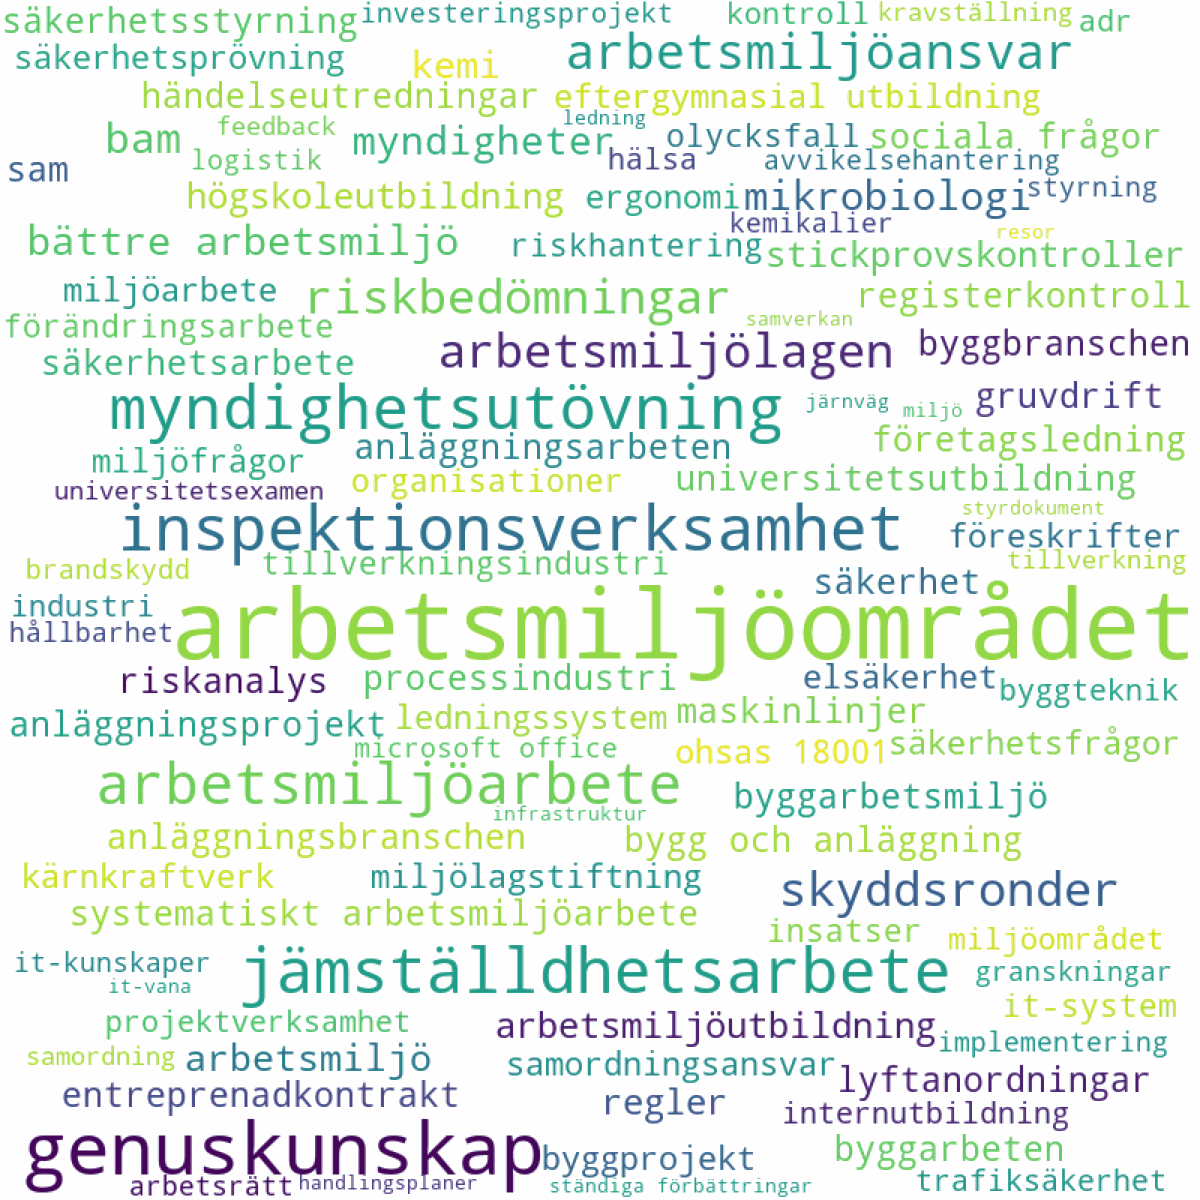 säkerhetsstyrning
investeringsprojekt
kontroll
kravställning
adr
säkerhetsprövning
kemi
arbetsmiljöansvar
händelseutredningar
eftergymnasial utbildning
bam
feedback
myndigheter
ledning
olycksfall
sociala frågor
sam
logistik
hälsa
avvikelsehantering
högskoleutbildning
ergonomi
mikrobiologi
styrning
kemikalier
resor
bättre arbetsmiljö
riskhantering
stickprovskontroller
miljöarbete
riskbedömningar
registerkontroll
förändringsarbete
samverkan
säkerhetsarbete
arbetsmiljölagen
byggbranschen
myndighetsutövning
järnväg
miljö
gruvdrift
miljöfrågor
anläggningsarbeten
företagsledning
universitetsexamen
organisationer
universitetsutbildning
inspektionsverksamhet
styrdokument
föreskrifter
brandskydd
tillverkningsindustri
tillverkning
industri
säkerhet
hållbarhet
arbetsmiljöområdet
riskanalys
processindustri
elsäkerhet
byggteknik
anläggningsprojekt
ledningssystem
maskinlinjer
microsoft office
ohsas 18001
säkerhetsfrågor
arbetsmiljöarbete
byggarbetsmiljö
infrastruktur
anläggningsbranschen
bygg och anläggning
kärnkraftverk
miljölagstiftning
skyddsronder
systematiskt arbetsmiljöarbete
insatser
miljöområdet
it-kunskaper
jämställdhetsarbete
granskningar
it-vana
it-system
projektverksamhet
arbetsmiljöutbildning
implementering
samordning
arbetsmiljö
samordningsansvar
lyftanordningar
entreprenadkontrakt
regler
internutbildning
genuskunskap
byggprojekt
byggarbeten
arbetsrätt
handlingsplaner
ständiga förbättringar
trafiksäkerhet